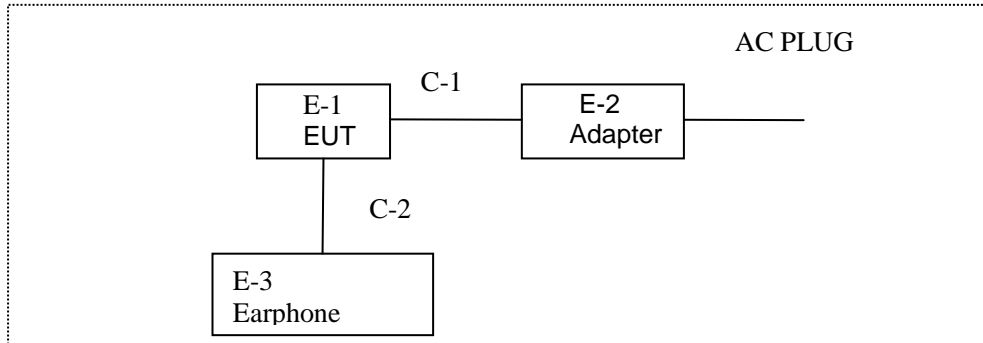 AC PLUG
C-1
E-1
EUT
E-2
Adapter
C-2
E-3
Earphone